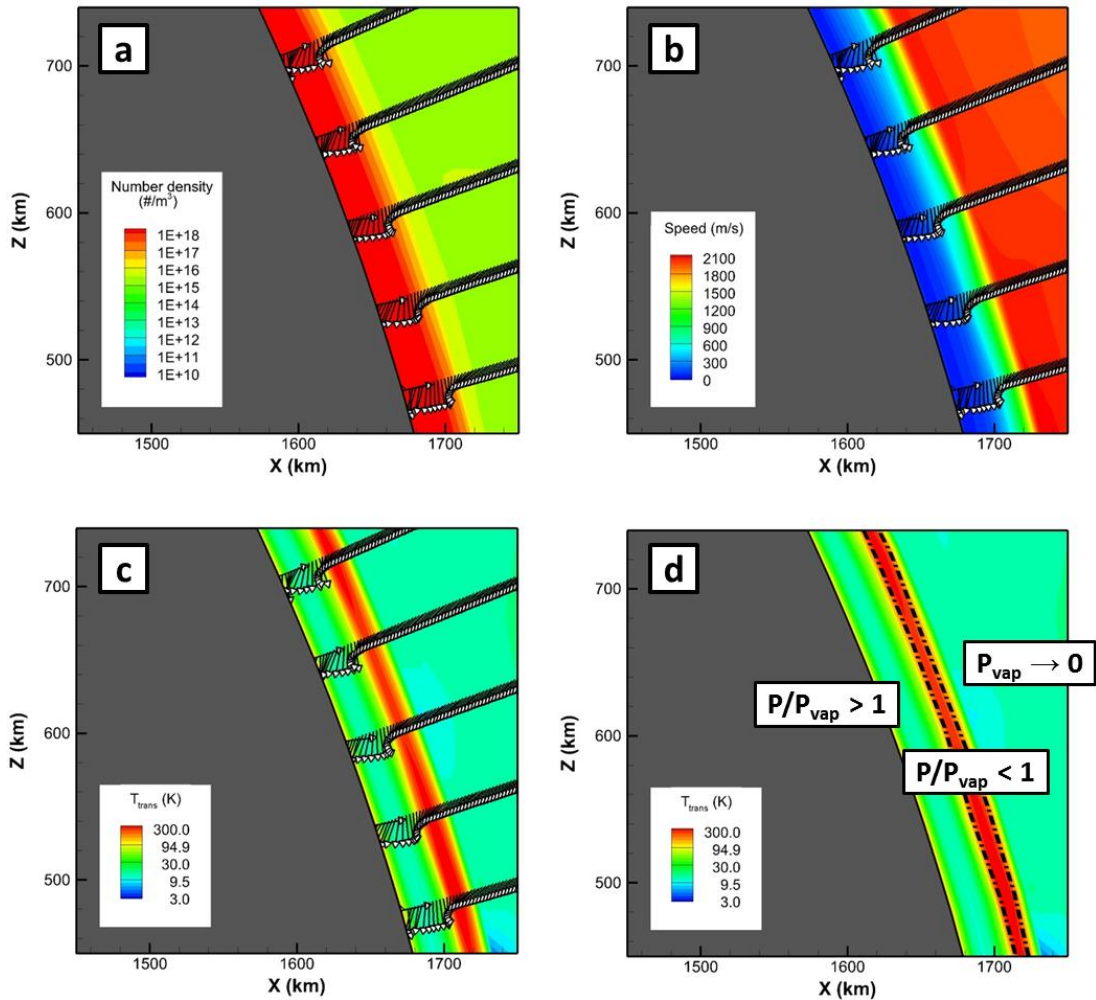 a
700
600
500
Z (km)
Number density
(#/m³)
1E+18
1E+17
1E+16
1E+15
1E+14
1E+13
1E+12
1E+11
1E+10
1500
1600
1700
X (km)
b
700
600
500
Z (km)
Speed (m/s)
2100
1800
1500
1200
900
600
300
0
1500
1600
1700
X (km)
c
700
600
500
Z (km)
T_trans (K)
300.0
94.9
30.0
9.5
3.0
1500
1600
1700
X (km)
d
700
600
500
Z (km)
P_vap → 0
P/P_vap > 1
P/P_vap < 1
T_trans (K)
300.0
94.9
30.0
9.5
3.0
1500
1600
1700
X (km)